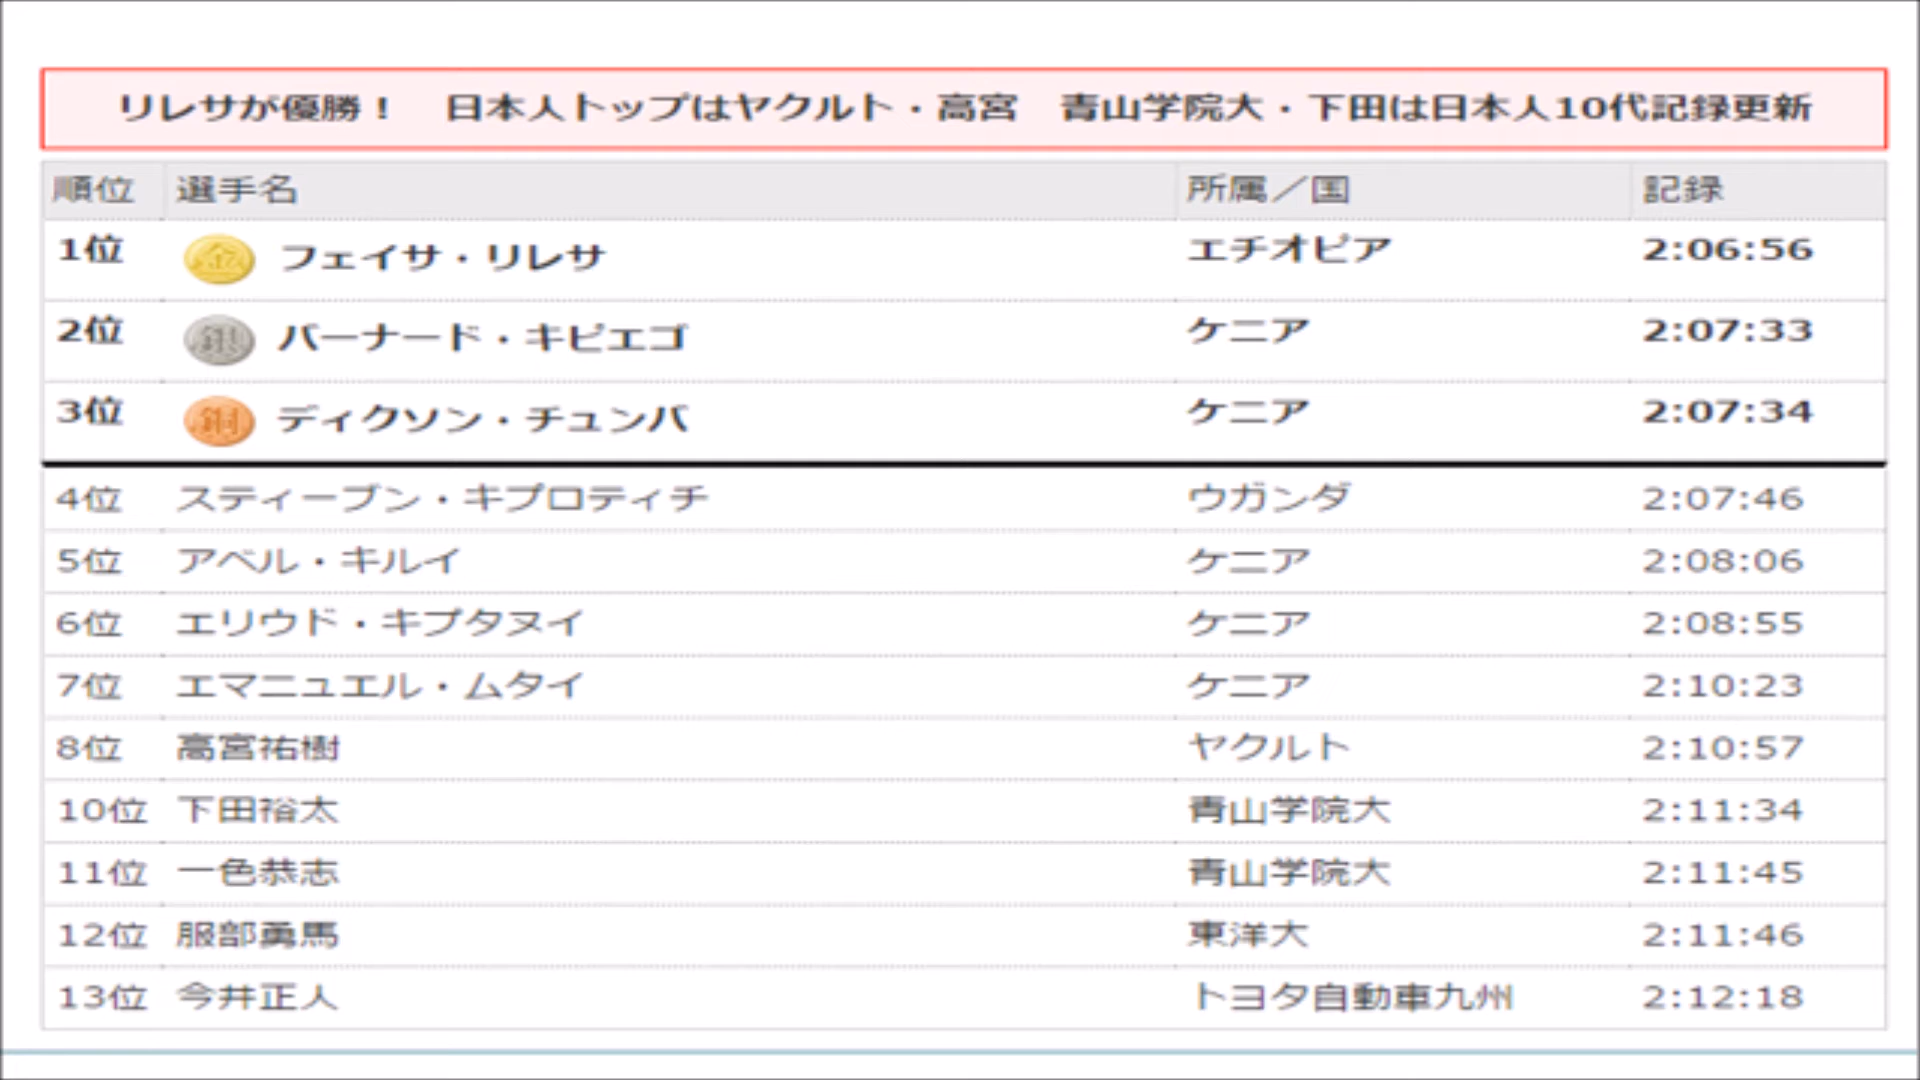 リレサが優勝！　日本人トップはヤクルト・高宮　青山学院大・下田は日本人10代記録更新
順位 選手名 所属／国 記録
1位 金 フェイサ・リレサ エチオピア 2:06:56
2位 銀 バーナード・キピエゴ ケニア 2:07:33
3位 銅 ディクソン・チュンバ ケニア 2:07:34
4位 スティーブン・キプロティチ ウガンダ 2:07:46
5位 アベル・キルイ ケニア 2:08:06
6位 エリウド・キプタヌイ ケニア 2:08:55
7位 エマニュエル・ムタイ ケニア 2:10:23
8位 高宮祐樹 ヤクルト 2:10:57
10位 下田裕太 青山学院大 2:11:34
11位 一色恭志 青山学院大 2:11:45
12位 服部勇馬 東洋大 2:11:46
13位 今井正人 トヨタ自動車九州 2:12:18